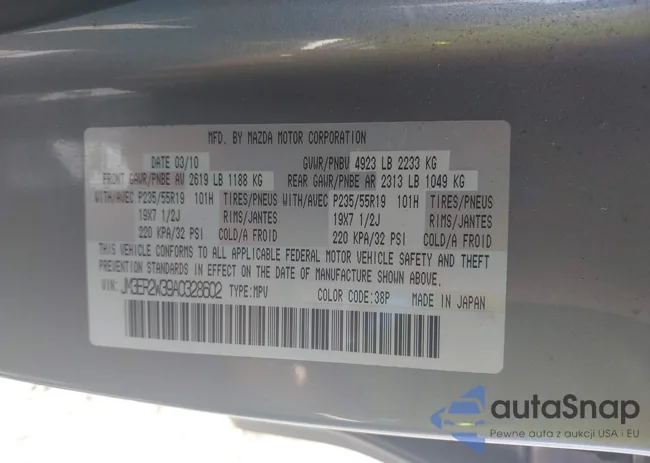 MFD. BY MAZDA MOTOR CORPORATION
DATE 03/10 GVWR/PNBV 4923 LB 2233 KG
FRONT GAWR/PNBE AV 2619 LB 1188 KG REAR GAWR/PNBE AR 2313 LB 1049 KG
WITH/AVEC P235/55R19 101H TIRES/PNEUS WITH/AVEC P235/55R19 101H TIRES/PNEUS
19X7 1/2J RIMS/JANTES 19X7 1/2J RIMS/JANTES
220 KPA/32 PSI COLD/A FROID 220 KPA/32 PSI COLD/A FROID
THIS VEHICLE CONFORMS TO ALL APPLICABLE FEDERAL MOTOR VEHICLE SAFETY AND THEFT
PREVENTION STANDARDS IN EFFECT ON THE DATE OF MANUFACTURE SHOWN ABOVE.
VIN: JM3ER2W39A0328602 TYPE:MPV COLOR CODE:38P MADE IN JAPAN
autaSnap
Pewne auta z aukcji USA i EU